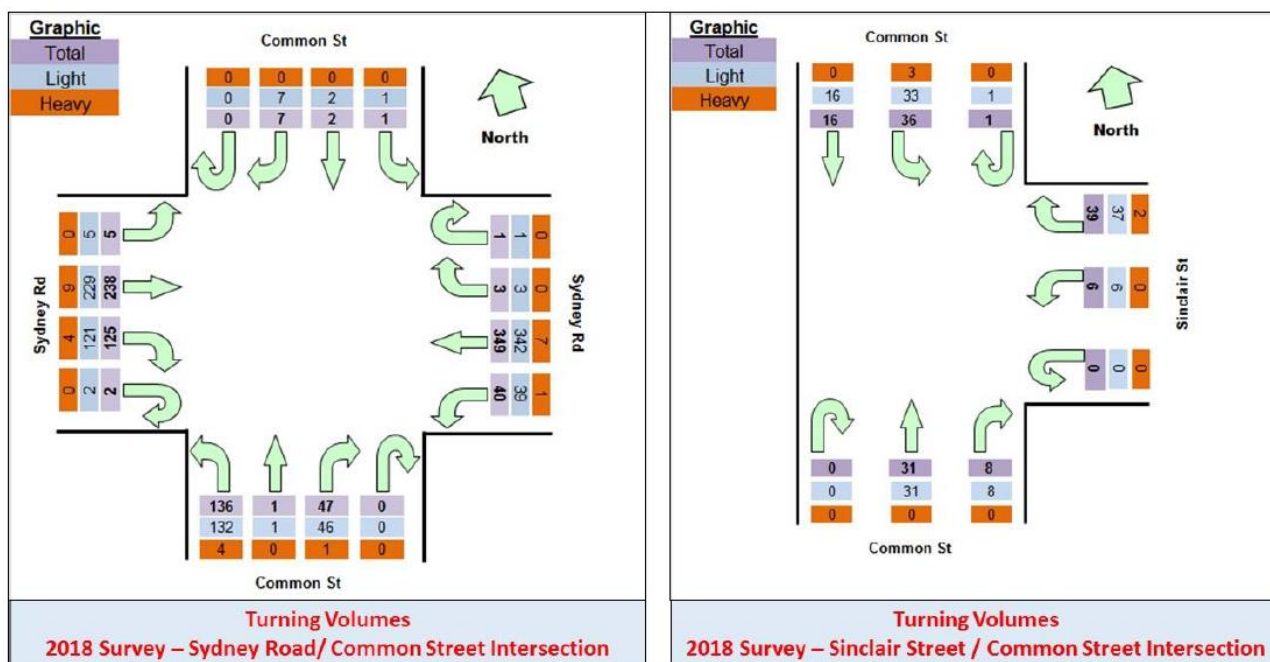 Graphic
Total
Light
Heavy
Common St
0 0 0 0
0 7 2 1
0 7 2 1
North
Sydney Rd
0 5 5
9 229 238
4 121 125
0 2 2
1 1 0
3 3 0
349 342 7
40 39 1
Sydney Rd
136 1 47 0
132 1 46 0
4 0 1 0
Common St
Turning Volumes
2018 Survey – Sydney Road/ Common Street Intersection
Graphic
Total
Light
Heavy
Common St
0 3 0
16 33 1
16 36 1
North
39 37 2
6 6 0
0 0 0
Sinclair St
0 31 8
0 31 8
0 0 0
Common St
Turning Volumes
2018 Survey – Sinclair Street / Common Street Intersection